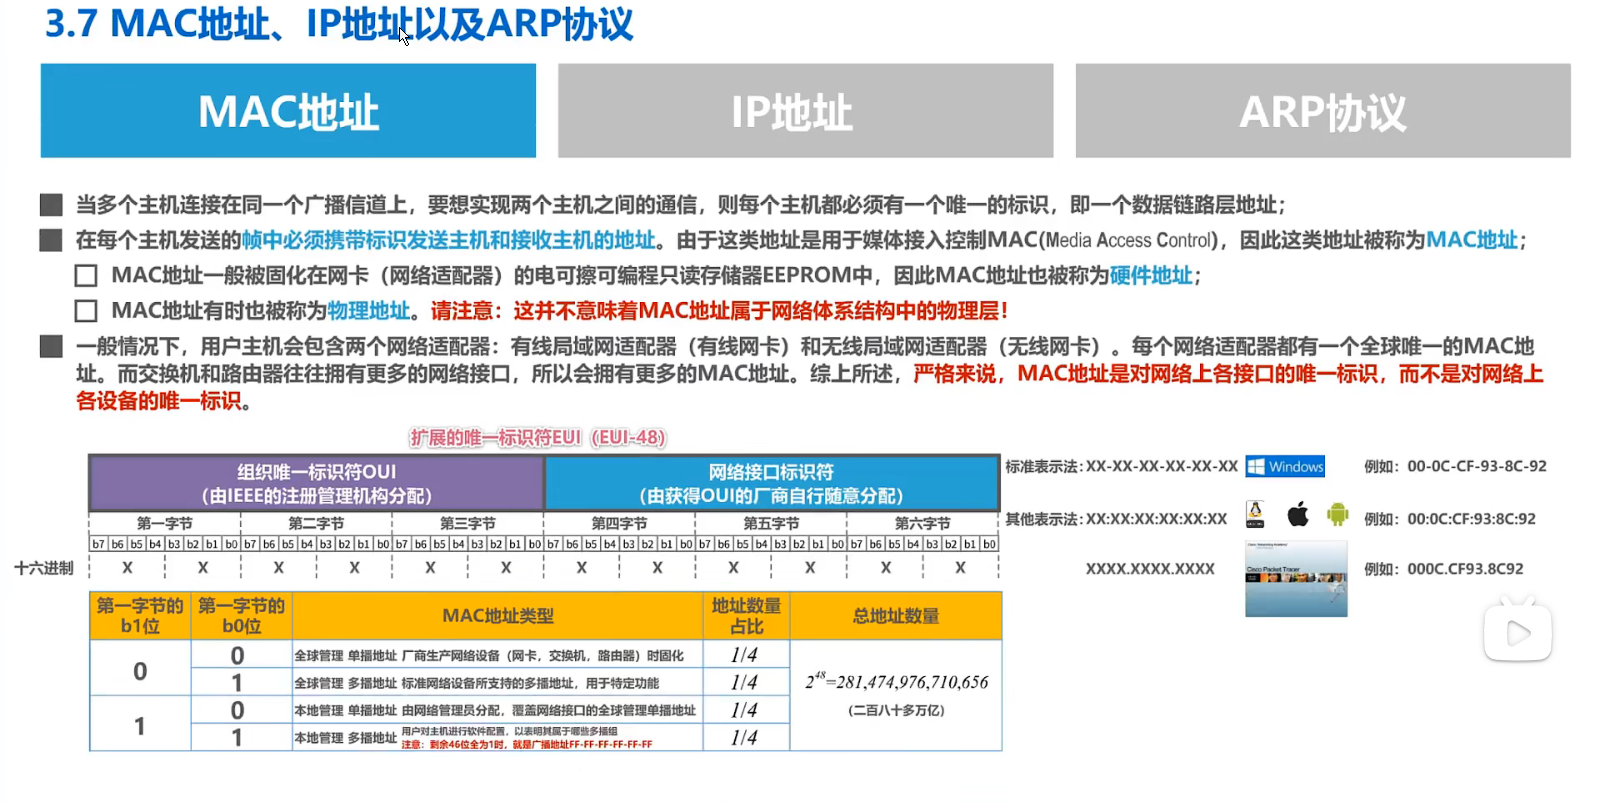 3.7 MAC地址、IP地址以及ARP协议
MAC地址
IP地址
ARP协议
当多个主机连接在同一个广播信道上，要想实现两个主机之间的通信，则每个主机都必须有一个唯一的标识，即一个数据链路层地址；
在每个主机发送的帧中必须携带标识发送主机和接收主机的地址。由于这类地址是用于媒体接入控制MAC(Media Access Control)，因此这类地址被称为MAC地址；
MAC地址一般被固化在网卡（网络适配器）的电可擦可编程只读存储器EEPROM中，因此MAC地址也被称为硬件地址；
MAC地址有时也被称为物理地址。请注意：这并不意味着MAC地址属于网络体系结构中的物理层！
一般情况下，用户主机会包含两个网络适配器：有线局域网适配器（有线网卡）和无线局域网适配器（无线网卡）。每个网络适配器都有一个全球唯一的MAC地
址。而交换机和路由器往往拥有更多的网络接口，所以会拥有更多的MAC地址。综上所述，严格来说，MAC地址是对网络上各接口的唯一标识，而不是对网络上
各设备的唯一标识。
扩展的唯一标识符EUI（EUI-48）
组织唯一标识符OUI
（由IEEE的注册管理机构分配）
网络接口标识符
（由获得OUI的厂商自行随意分配）
第一字节 第二字节 第三字节 第四字节 第五字节 第六字节
b7 b6 b5 b4 b3 b2 b1 b0 b7 b6 b5 b4 b3 b2 b1 b0 b7 b6 b5 b4 b3 b2 b1 b0 b7 b6 b5 b4 b3 b2 b1 b0 b7 b6 b5 b4 b3 b2 b1 b0 b7 b6 b5 b4 b3 b2 b1 b0
十六进制 X X X X X X X X X X X X
标准表示法：XX-XX-XX-XX-XX-XX Windows 例如：00-0C-CF-93-8C-92
其他表示法：XX:XX:XX:XX:XX:XX 例如：00:0C:CF:93:8C:92
XXXX.XXXX.XXXX Cisco Packet Tracer 例如：000C.CF93.8C92
第一字节的
b1位
第一字节的
b0位
MAC地址类型
地址数量
占比
总地址数量
0 0 全球管理 单播地址 厂商生产网络设备（网卡，交换机，路由器）时固化 1/4
1 全球管理 多播地址 标准网络设备所支持的多播地址，用于特定功能 1/4
1 0 本地管理 单播地址 由网络管理员分配，覆盖网络接口的全球管理单播地址 1/4
1 本地管理 多播地址 用户对主机进行软件配置，以表明其属于哪些多播组
注意：剩余46位全为1时，就是广播地址FF-FF-FF-FF-FF-FF
1/4
2^48=281,474,976,710,656
（二百八十多万亿）